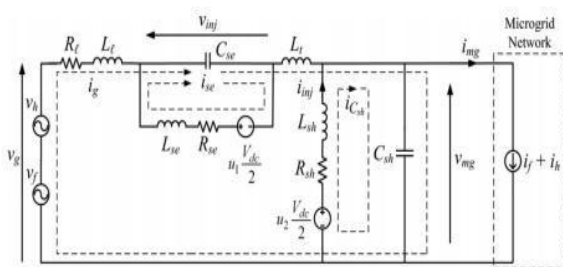 Microgrid
Network
v_inj
R_ℓ
L_ℓ
C_se
L_t
i_mg
i_g
i_se
i_inj
i_Csh
v_h
v_g
v_f
L_se
R_se
u_1 V_dc/2
L_sh
R_sh
C_sh
v_mg
i_f + i_h
u_2 V_dc/2